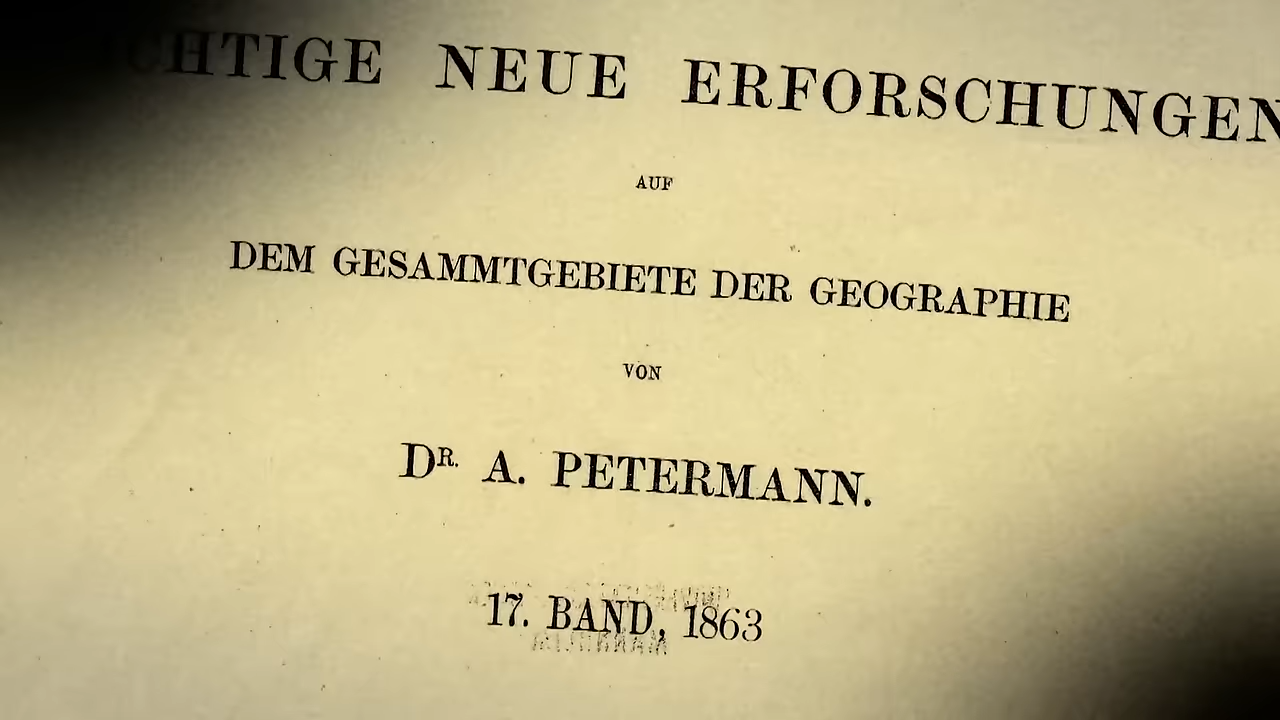 CHTIGE NEUE ERFORSCHUNGEN
AUF
DEM GESAMMTGEBIETE DER GEOGRAPHIE
VON
DR. A. PETERMANN.
17. BAND, 1863